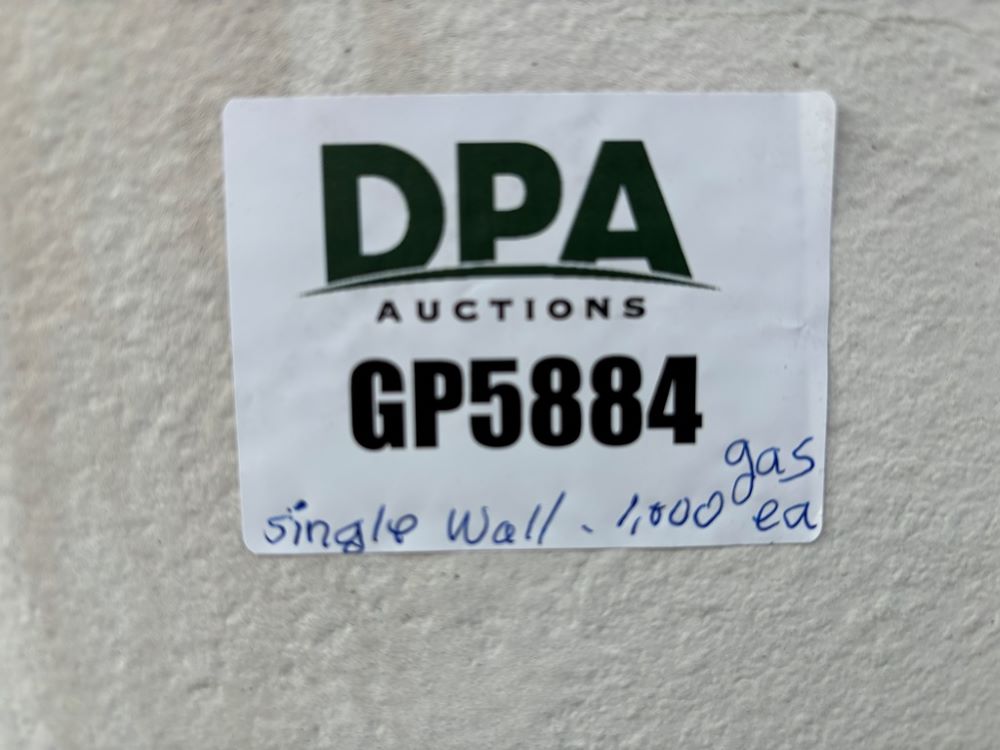 DPA
AUCTIONS
GP5884
gas
single Wall - 1,000 ea